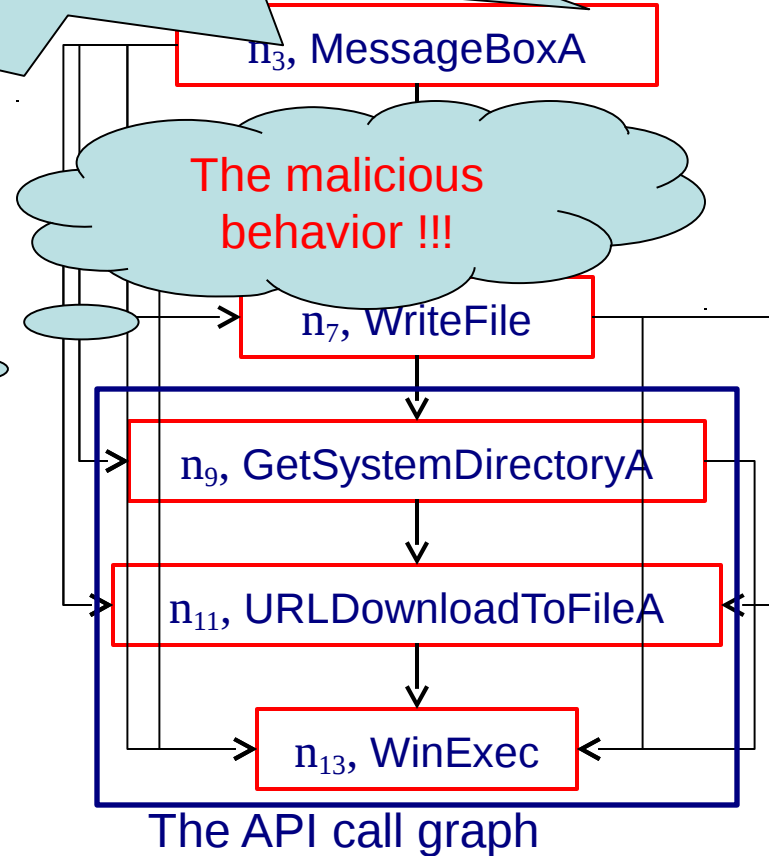 n₃, MessageBoxA
The malicious
behavior !!!
n₇, WriteFile
n₉, GetSystemDirectoryA
n₁₁, URLDownloadToFileA
n₁₃, WinExec
The API call graph